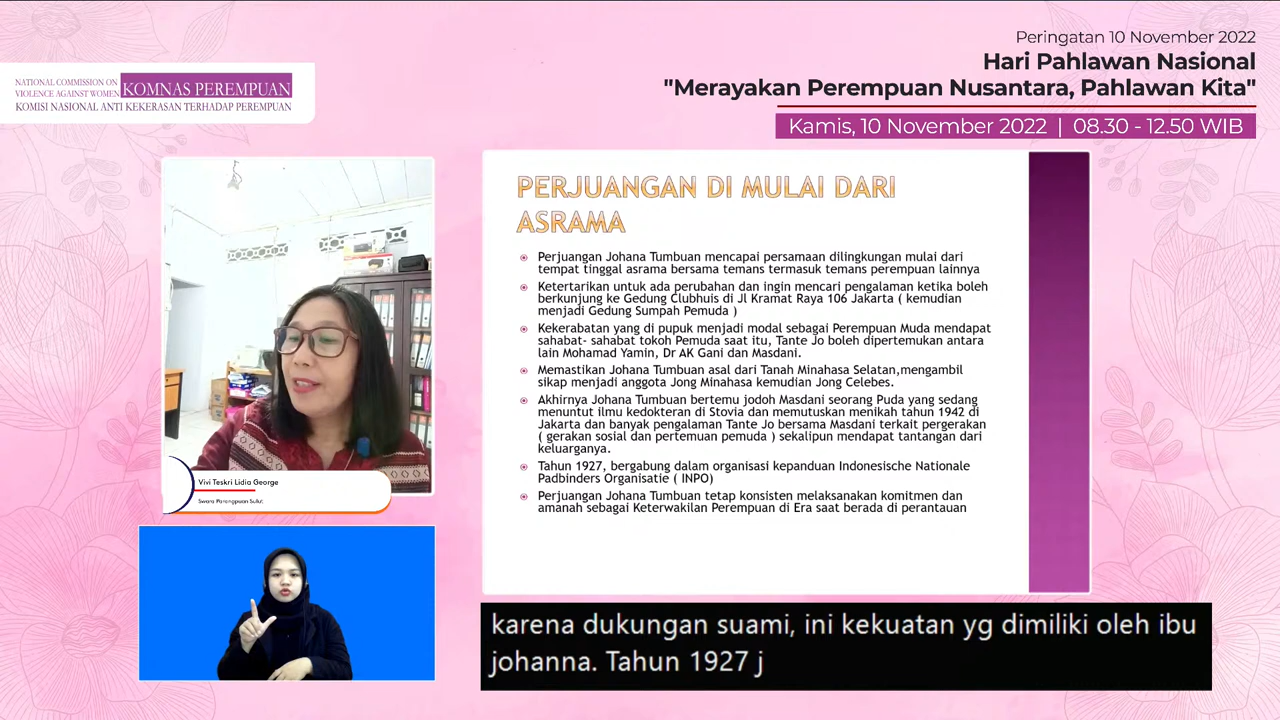 Peringatan 10 November 2022
Hari Pahlawan Nasional
"Merayakan Perempuan Nusantara, Pahlawan Kita"
Kamis, 10 November 2022 | 08.30 - 12.50 WIB
NATIONAL COMMISSION ON
VIOLENCE AGAINST WOMEN
KOMNAS PEREMPUAN
KOMISI NASIONAL ANTI KEKERASAN TERHADAP PEREMPUAN
PERJUANGAN DI MULAI DARI
ASRAMA
Perjuangan Johana Tumbuan mencapai persamaan dilingkungan mulai dari
tempat tinggal asrama bersama temans termasuk temans perempuan lainnya
Ketertarikan untuk ada perubahan dan ingin mencari pengalaman ketika boleh
berkunjung ke Gedung Clubhuis di Jl Kramat Raya 106 Jakarta ( kemudian
menjadi Gedung Sumpah Pemuda )
Kekerabatan yang di pupuk menjadi modal sebagai Perempuan Muda mendapat
sahabat- sahabat tokoh Pemuda saat itu, Tante Jo boleh dipertemukan antara
lain Mohamad Yamin, Dr AK Gani dan Masdani.
Memastikan Johana Tumbuan asal dari Tanah Minahasa Selatan,mengambil
sikap menjadi anggota Jong Minahasa kemudian Jong Celebes.
Akhirnya Johana Tumbuan bertemu jodoh Masdani seorang Puda yang sedang
menuntut ilmu kedokteran di Stovia dan memutuskan menikah tahun 1942 di
Jakarta dan banyak pengalaman Tante Jo bersama Masdani terkait pergerakan
( gerakan sosial dan pertemuan pemuda ) sekalipun mendapat tantangan dari
keluarganya.
Tahun 1927, bergabung dalam organisasi kepanduan Indonesische Nationale
Padbinders Organisatie ( INPO)
Perjuangan Johana Tumbuan tetap konsisten melaksanakan komitmen dan
amanah sebagai Keterwakilan Perempuan di Era saat berada di perantauan
Vivi Teskri Lidia George
Swara Parangpuan Sulut
karena dukungan suami, ini kekuatan yg dimiliki oleh ibu
johanna. Tahun 1927 j